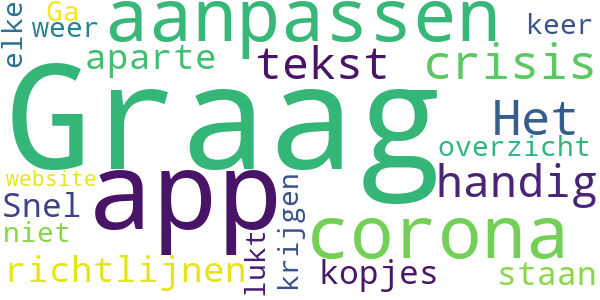 elke
Ga
weer
aanpassen
keer
aparte
tekst
crisis
Graag
Het
overzicht
website
app
handig
Snel
krijgen
niet
corona
lukt
richtlijnen
kopjes
staan